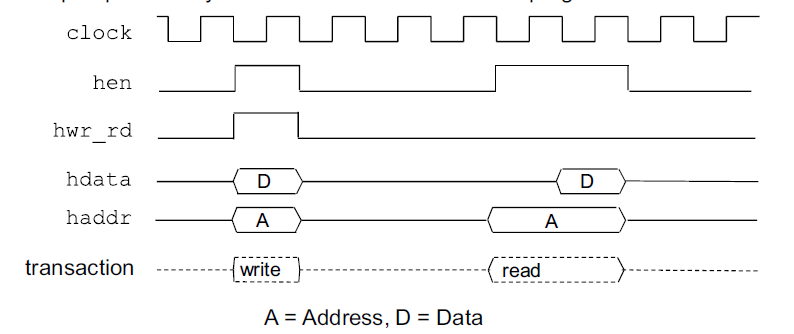 clock
hen
hwr_rd
hdata D D
haddr A A
transaction write read
A = Address, D = Data